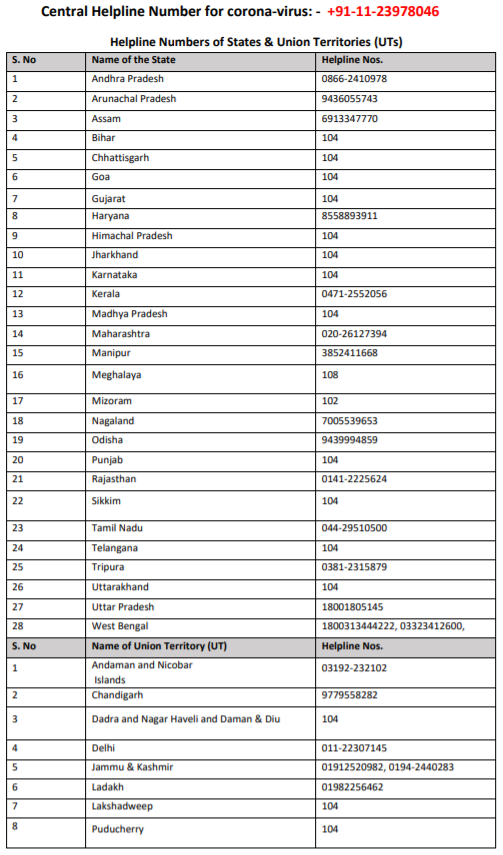 Central Helpline Number for corona-virus: - +91-11-23978046
Helpline Numbers of States & Union Territories (UTs)
S. No Name of the State Helpline Nos.
1 Andhra Pradesh 0866-2410978
2 Arunachal Pradesh 9436055743
3 Assam 6913347770
4 Bihar 104
5 Chhattisgarh 104
6 Goa 104
7 Gujarat 104
8 Haryana 8558893911
9 Himachal Pradesh 104
10 Jharkhand 104
11 Karnataka 104
12 Kerala 0471-2552056
13 Madhya Pradesh 104
14 Maharashtra 020-26127394
15 Manipur 3852411668
16 Meghalaya 108
17 Mizoram 102
18 Nagaland 7005539653
19 Odisha 9439994859
20 Punjab 104
21 Rajasthan 0141-2225624
22 Sikkim 104
23 Tamil Nadu 044-29510500
24 Telangana 104
25 Tripura 0381-2315879
26 Uttarakhand 104
27 Uttar Pradesh 18001805145
28 West Bengal 1800313444222, 03323412600,
S. No Name of Union Territory (UT) Helpline Nos.
1 Andaman and Nicobar 03192-232102
Islands
2 Chandigarh 9779558282
3 Dadra and Nagar Haveli and Daman & Diu 104
4 Delhi 011-22307145
5 Jammu & Kashmir 01912520982, 0194-2440283
6 Ladakh 01982256462
7 Lakshadweep 104
8 Puducherry 104